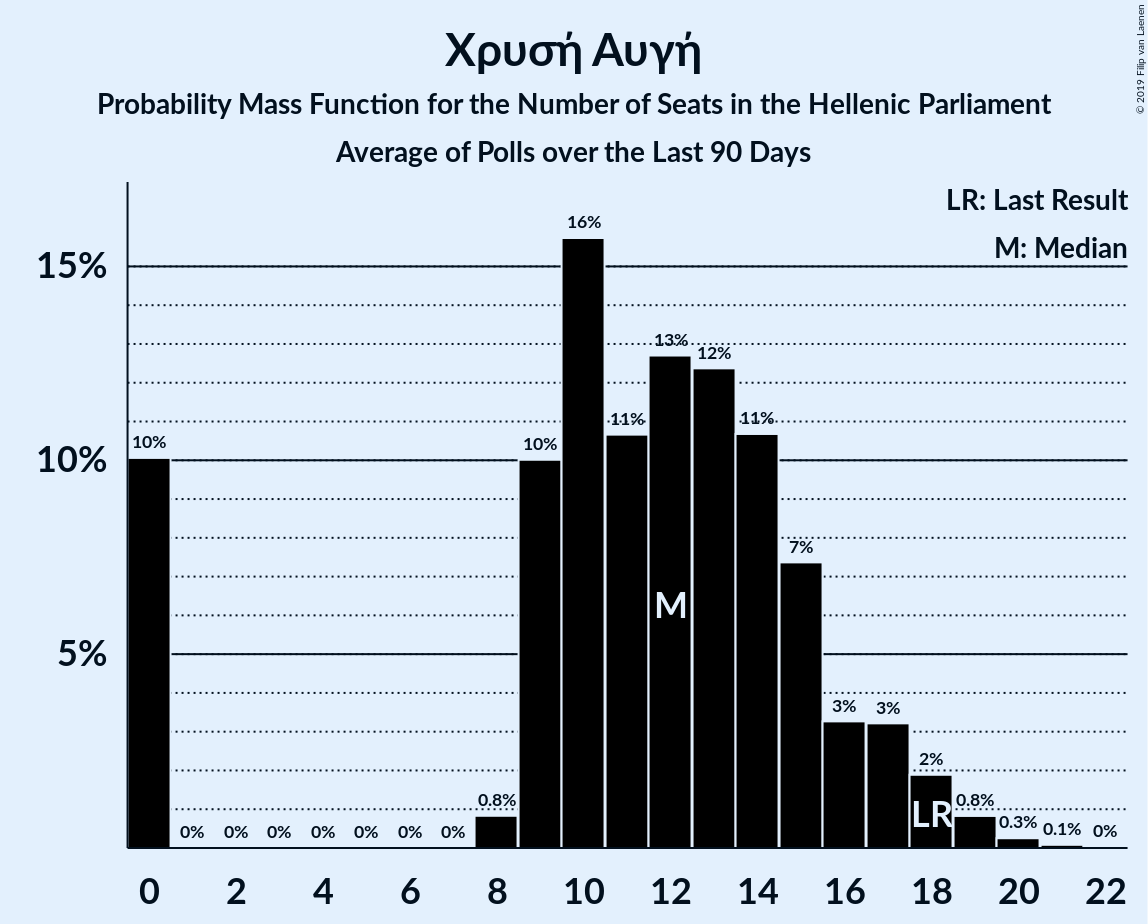 Χρυσή Αυγή
Probability Mass Function for the Number of Seats in the Hellenic Parliament
Average of Polls over the Last 90 Days
© 2019 Filip van Laenen
LR: Last Result
M: Median
15%
10%
5%
10%
0%
0%
0%
0%
0%
0%
0%
0.8%
10%
16%
11%
13%
12%
11%
7%
3%
3%
2%
0.8%
0.3%
0.1%
0%
M
LR
0 2 4 6 8 10 12 14 16 18 20 22